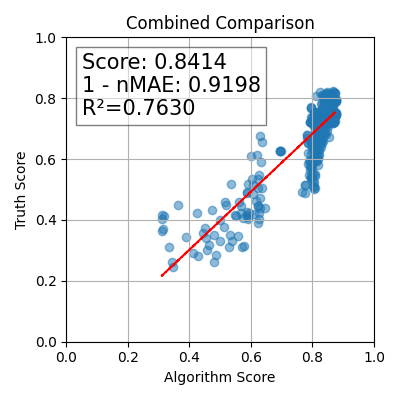 Combined Comparison
Score: 0.8414
1 - nMAE: 0.9198
R²=0.7630
Truth Score
1.0
0.8
0.6
0.4
0.2
0.0
0.0 0.2 0.4 0.6 0.8 1.0
Algorithm Score